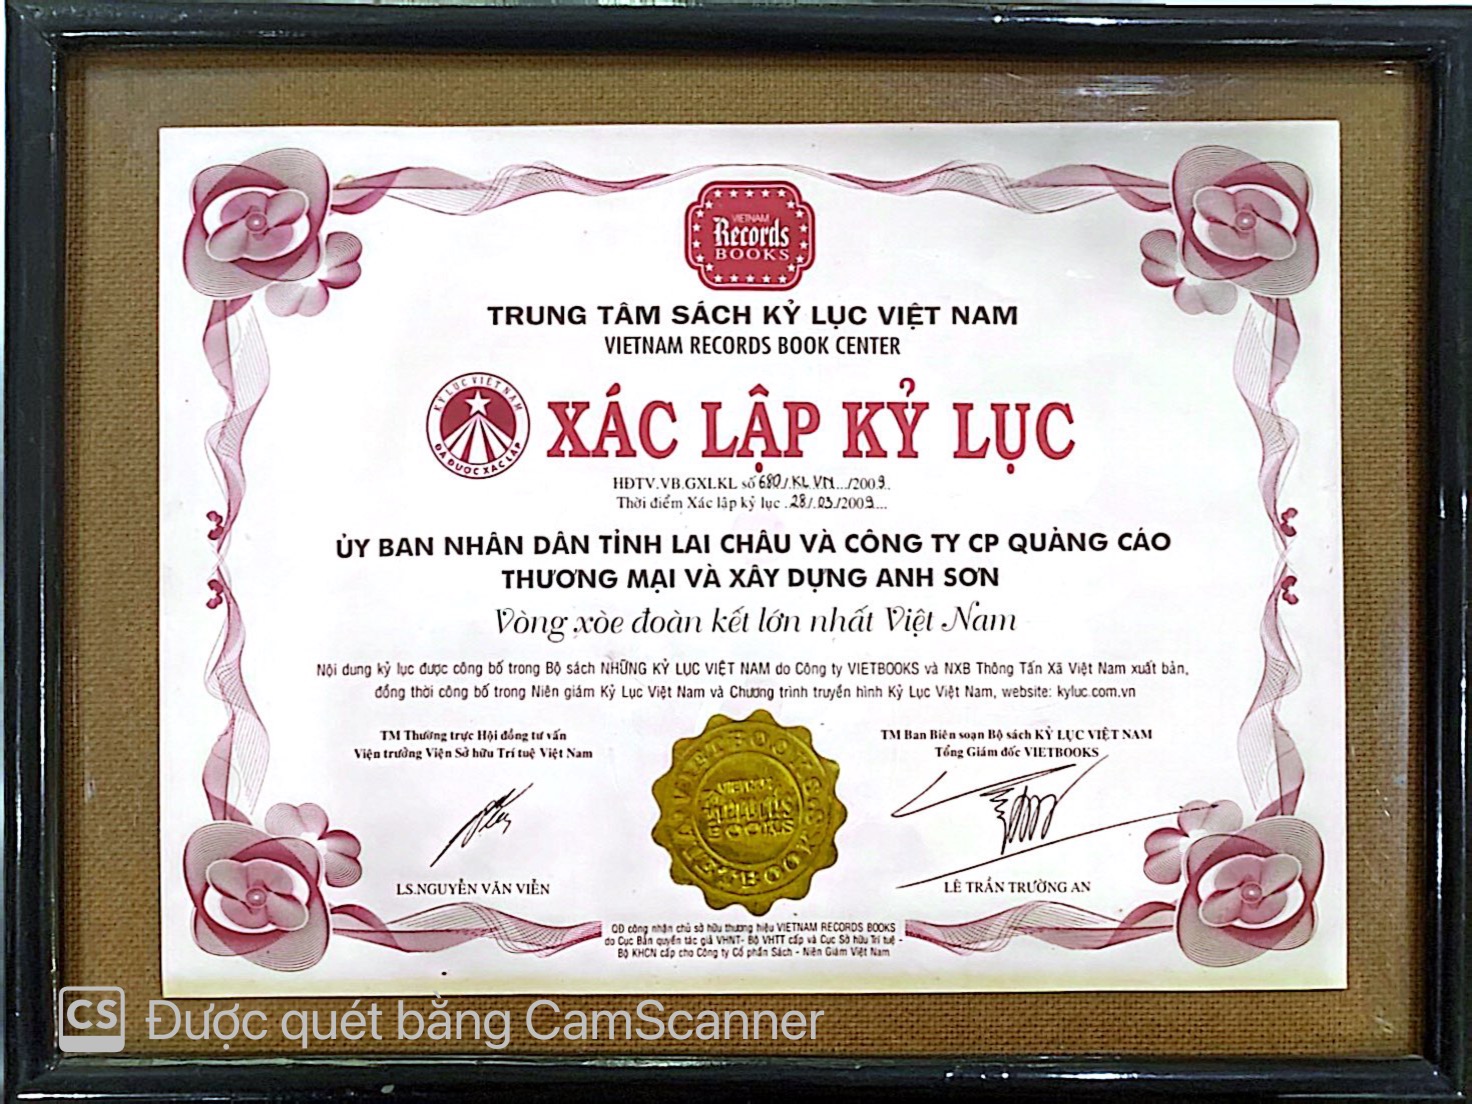 VIETNAM
Records
BOOKS
TRUNG TÂM SÁCH KỶ LỤC VIỆT NAM
VIETNAM RECORDS BOOK CENTER
KỶ LỤC VIỆT NAM
ĐÃ ĐƯỢC XÁC LẬP
XÁC LẬP KỶ LỤC
HĐTV.VB.GXLKL số 680/.KL.VN.../2009..
Thời điểm Xác lập kỷ lục ..28/.03/2009...
ỦY BAN NHÂN DÂN TỈNH LAI CHÂU VÀ CÔNG TY CP QUẢNG CÁO
THƯƠNG MẠI VÀ XÂY DỰNG ANH SƠN
Vòng xòe đoàn kết lớn nhất Việt Nam
Nội dung kỷ lục được công bố trong Bộ sách NHỮNG KỶ LỤC VIỆT NAM do Công ty VIETBOOKS và NXB Thông Tấn Xã Việt Nam xuất bản,
đồng thời công bố trong Niên giám Kỷ Lục Việt Nam và Chương trình truyền hình Kỷ Lục Việt Nam, website: kyluc.com.vn
TM Thường trực Hội đồng tư vấn
Viện trưởng Viện Sở hữu Trí tuệ Việt Nam
TM Ban Biên soạn Bộ sách KỶ LỤC VIỆT NAM
Tổng Giám đốc VIETBOOKS
VIETBOOKS
VIETNAM
Records
BOOKS
VIETBOOKS
LS.NGUYỄN VĂN VIỄN
LÊ TRẦN TRƯỜNG AN
QĐ công nhận chủ sở hữu thương hiệu VIETNAM RECORDS BOOKS
do Cục Bản quyền tác giả VHNT- Bộ VHTT cấp và Cục Sở hữu Trí tuệ -
Bộ KHCN cấp cho Công ty Cổ phần Sách - Niên Giám Việt Nam
CS Được quét bằng CamScanner